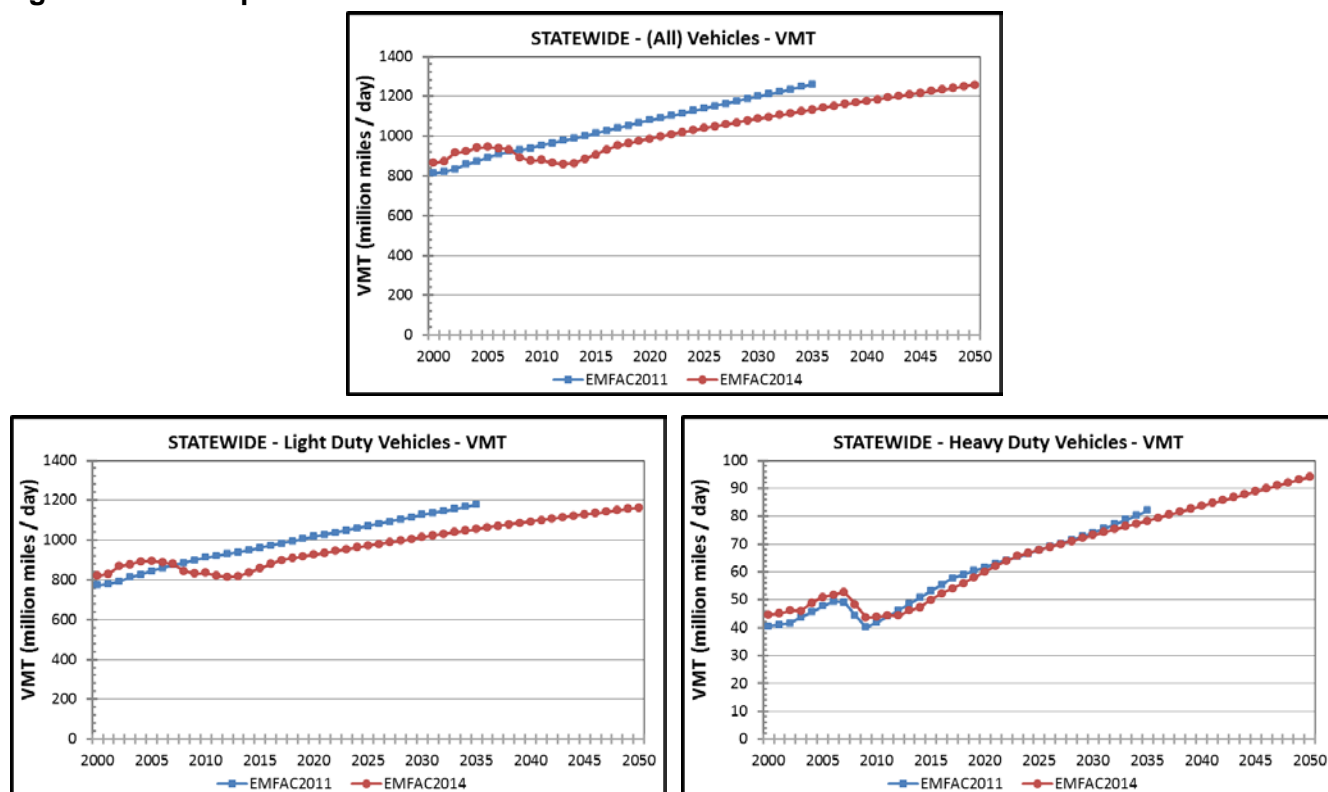 STATEWIDE - (All) Vehicles - VMT
VMT (million miles / day)
1400
1200
1000
800
600
400
200
0
2000 2005 2010 2015 2020 2025 2030 2035 2040 2045 2050
EMFAC2011 EMFAC2014
STATEWIDE - Light Duty Vehicles - VMT
VMT (million miles / day)
1400
1200
1000
800
600
400
200
0
2000 2005 2010 2015 2020 2025 2030 2035 2040 2045 2050
EMFAC2011 EMFAC2014
STATEWIDE - Heavy Duty Vehicles - VMT
VMT (million miles / day)
100
90
80
70
60
50
40
30
20
10
0
2000 2005 2010 2015 2020 2025 2030 2035 2040 2045 2050
EMFAC2011 EMFAC2014